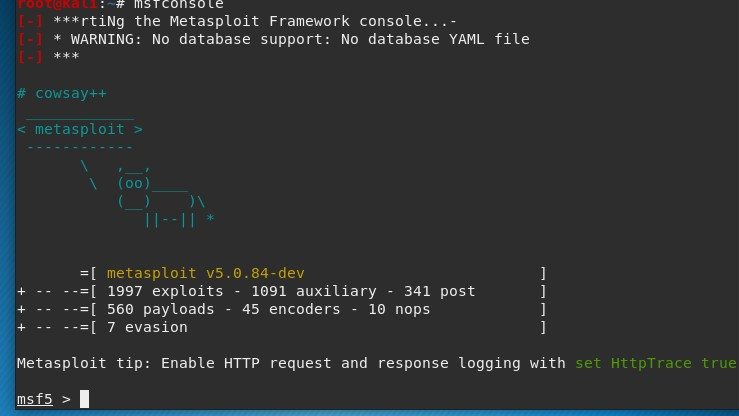 root@kali:~# msfconsole
[-] ***rtiNg the Metasploit Framework console...-
[-] * WARNING: No database support: No database YAML file
[-] ***
# cowsay++
 ____________
< metasploit >
 ------------
       \   ,__,
        \  (oo)____
           (__)    )\
              ||--|| *
       =[ metasploit v5.0.84-dev                          ]
+ -- --=[ 1997 exploits - 1091 auxiliary - 341 post       ]
+ -- --=[ 560 payloads - 45 encoders - 10 nops            ]
+ -- --=[ 7 evasion                                       ]
Metasploit tip: Enable HTTP request and response logging with set HttpTrace true
msf5 >